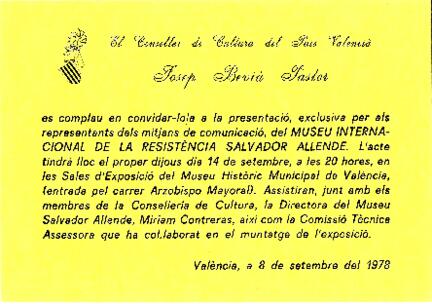 El Conseller de Cultura del País Valencià
Josep Bevià Pastor
es complau en convidar-lo/a a la presentació, exclusiva per als
representants dels mitjans de comunicació, del MUSEU INTERNA-
CIONAL DE LA RESISTÈNCIA SALVADOR ALLENDE. L'acte
tindrà lloc el proper dijous dia 14 de setembre, a les 20 hores, en
les Sales d'Exposició del Museu Històric Municipal de València,
(entrada pel carrer Arzobispo Mayoral). Assistiran, junt amb els
membres de la Conselleria de Cultura, la Directora del Museu
Salvador Allende, Miriam Contreras, aixi com la Comissió Tècnica
Assessora que ha col.laborat en el muntatge de l'exposició.
València, a 8 de setembre del 1978